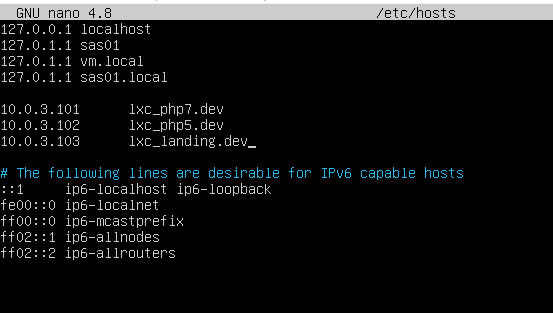 GNU nano 4.8 /etc/hosts
127.0.0.1 localhost
127.0.1.1 sas01
127.0.1.1 vm.local
127.0.1.1 sas01.local
10.0.3.101 lxc_php7.dev
10.0.3.102 lxc_php5.dev
10.0.3.103 lxc_landing.dev
# The following lines are desirable for IPv6 capable hosts
::1 ip6-localhost ip6-loopback
fe00::0 ip6-localnet
ff00::0 ip6-mcastprefix
ff02::1 ip6-allnodes
ff02::2 ip6-allrouters